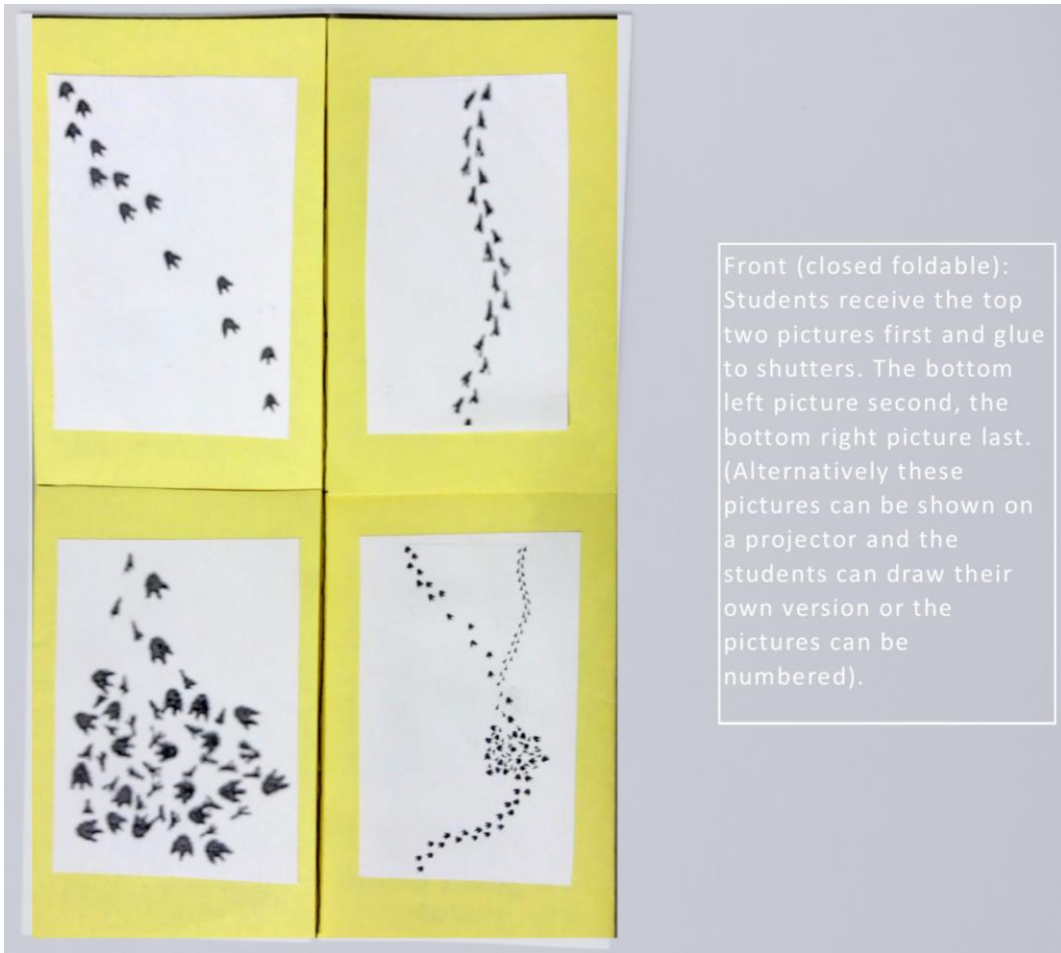 Front (closed foldable):
Students receive the top
two pictures first and glue
to shutters. The bottom
left picture second, the
bottom right picture last.
(Alternatively these
pictures can be shown on
a projector and the
students can draw their
own version or the
pictures can be
numbered).